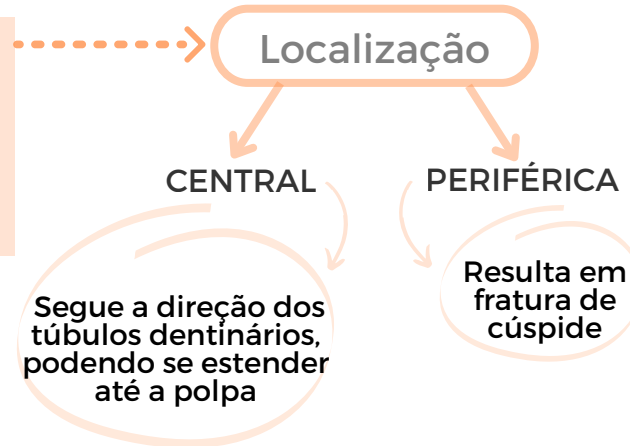 Localização
CENTRAL
PERIFÉRICA
Segue a direção dos
túbulos dentinários,
podendo se estender
até a polpa
Resulta em
fratura de
cúspide